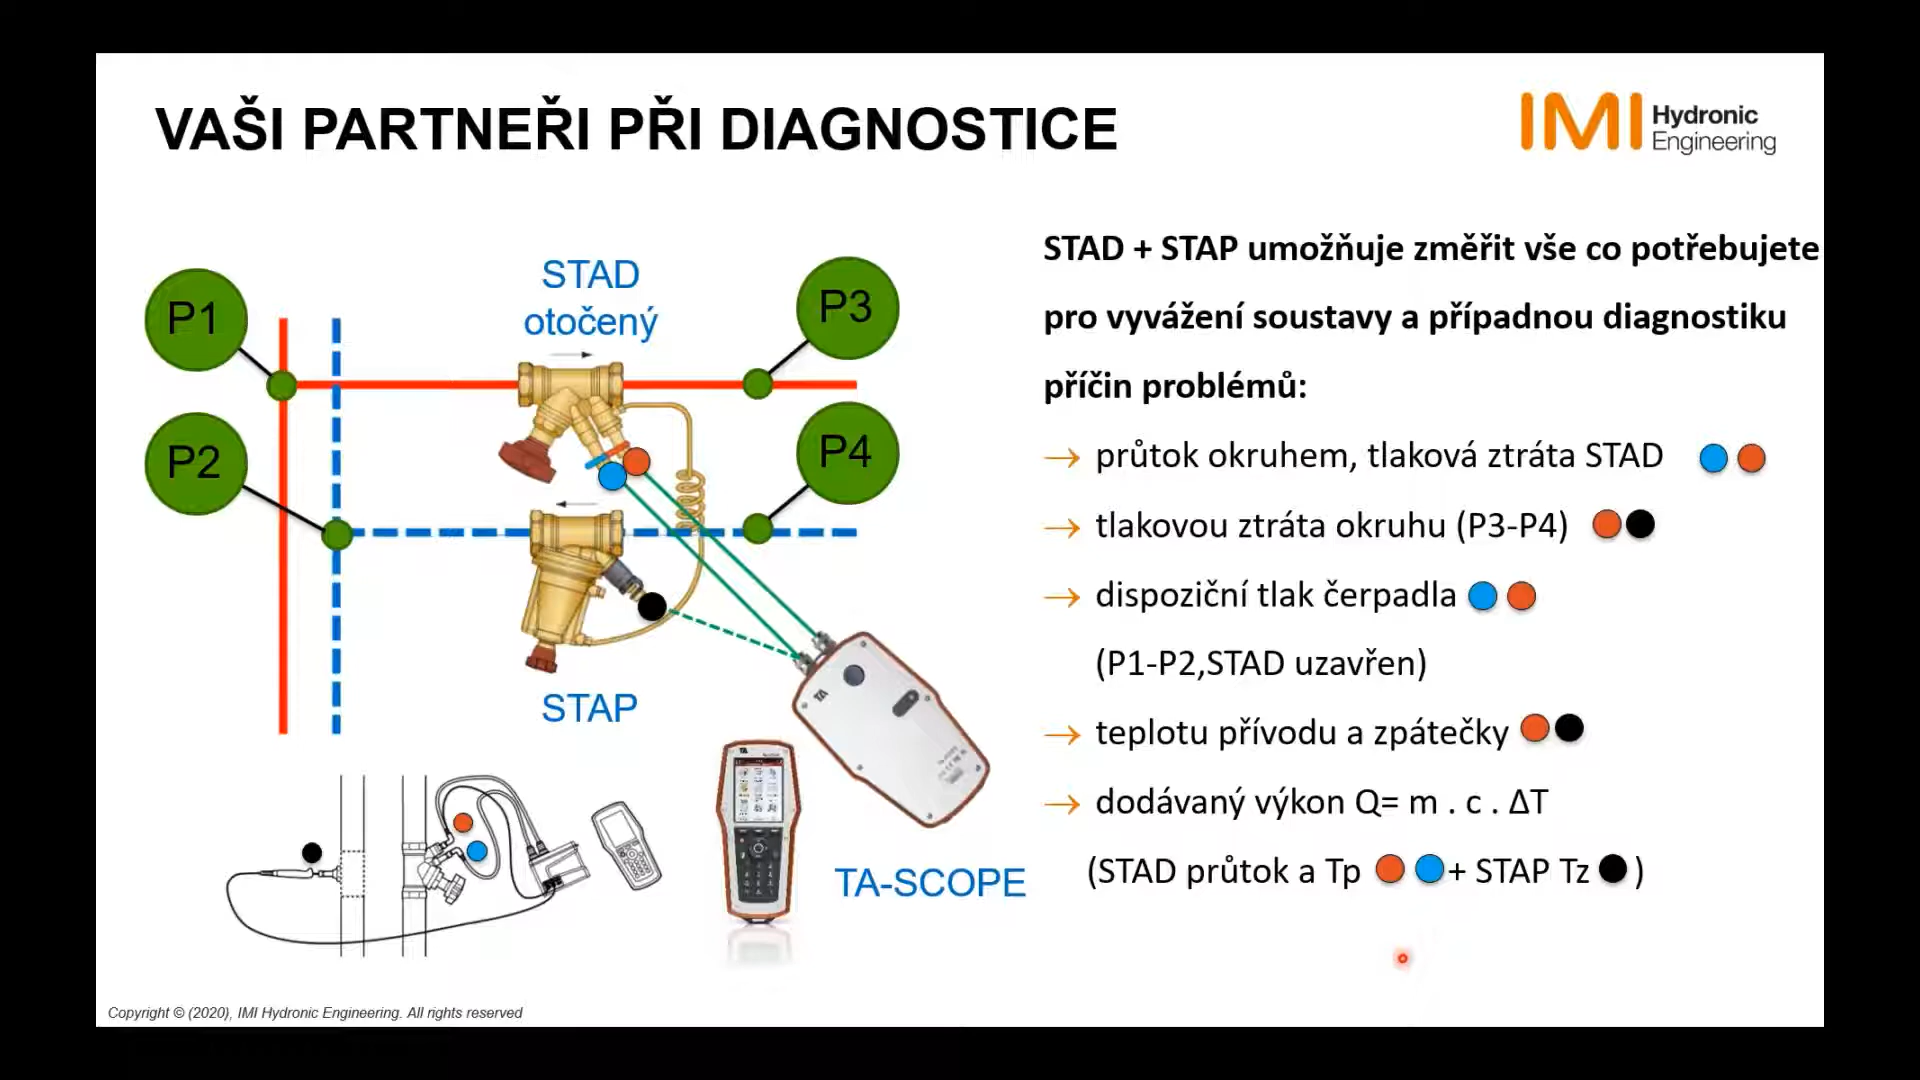 VAŠI PARTNEŘI PŘI DIAGNOSTICE
IMI Hydronic
Engineering
STAD
otočený
P1
P3
P2
P4
STAP
TA-SCOPE
STAD + STAP umožňuje změřit vše co potřebujete
pro vyvážení soustavy a případnou diagnostiku
příčin problémů:
→ průtok okruhem, tlaková ztráta STAD
→ tlakovou ztráta okruhu (P3-P4)
→ dispoziční tlak čerpadla
(P1-P2,STAD uzavřen)
→ teplotu přívodu a zpátečky
→ dodávaný výkon Q= m . c . ΔT
(STAD průtok a Tp + STAP Tz )
TA
TA
Copyright © (2020), IMI Hydronic Engineering. All rights reserved